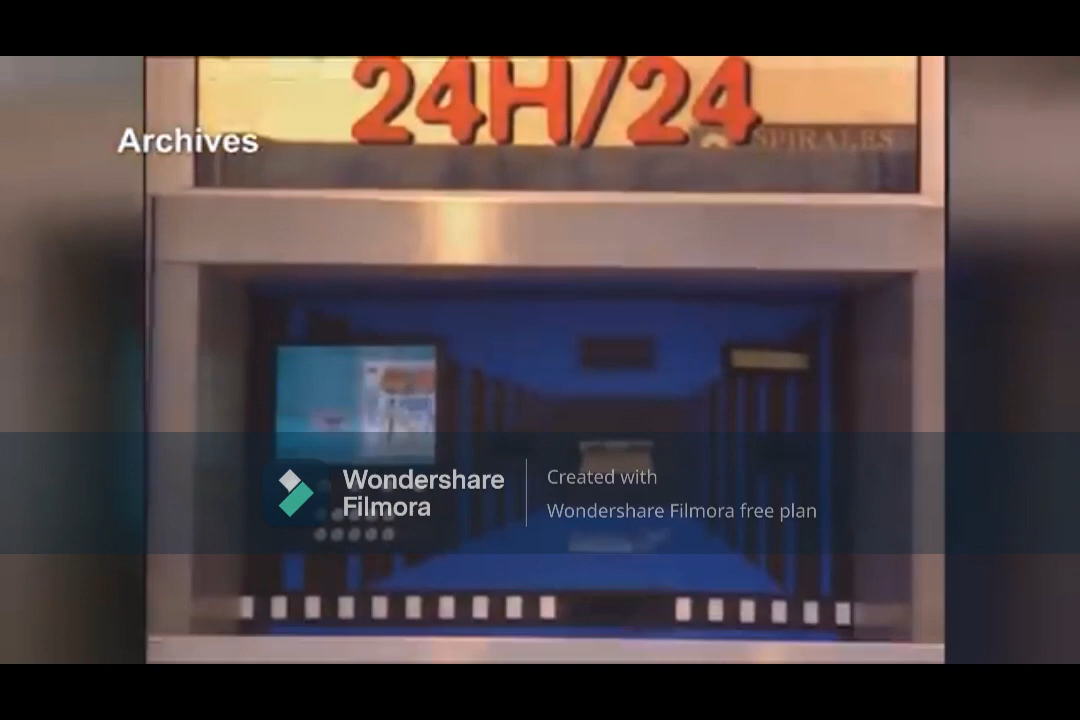 24H/24
SPIRALES
Archives
Wondershare
Filmora
Created with
Wondershare Filmora free plan